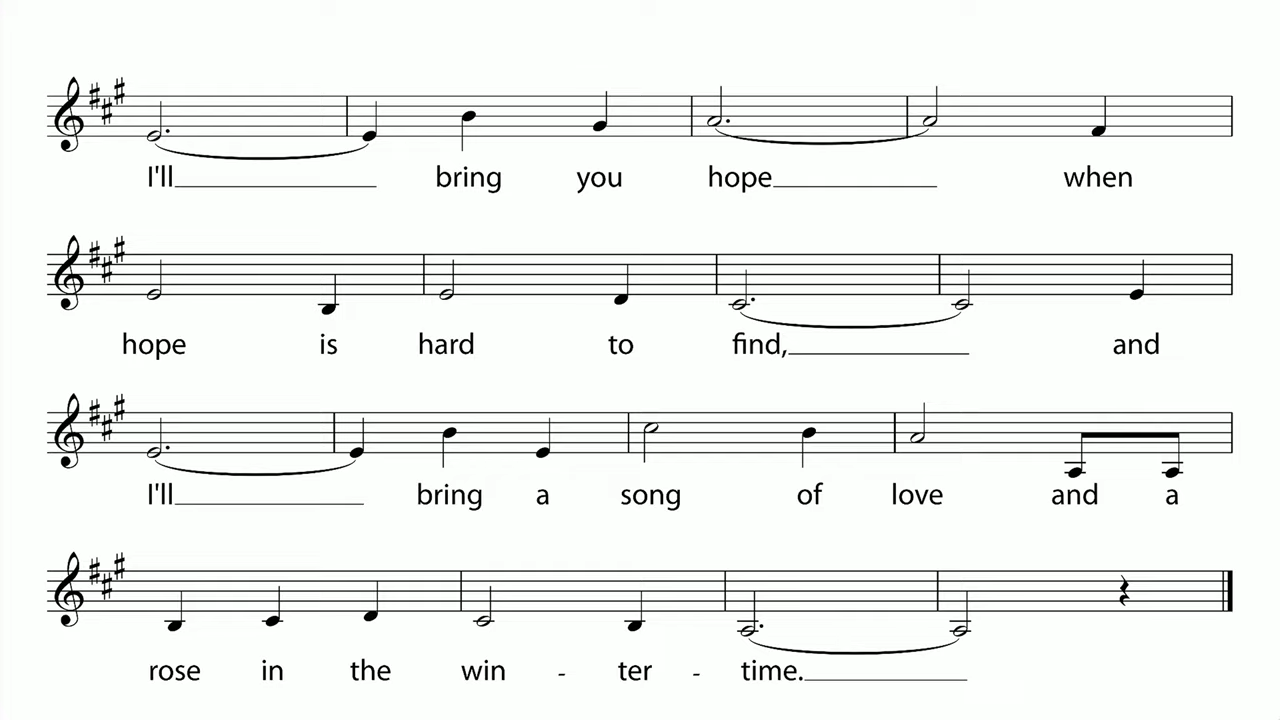 I'll bring you hope when
hope is hard to find, and
I'll bring a song of love and a
rose in the win - ter - time.